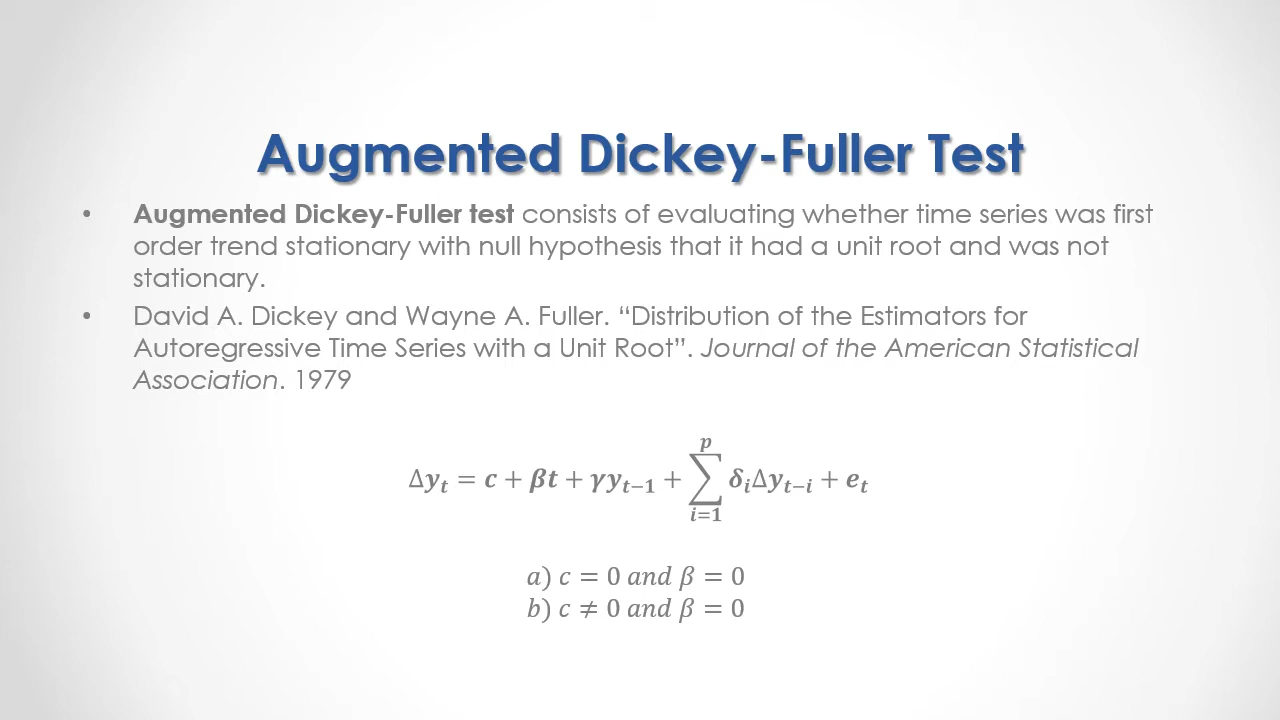 Augmented Dickey-Fuller Test
• Augmented Dickey-Fuller test consists of evaluating whether time series was first
order trend stationary with null hypothesis that it had a unit root and was not
stationary.
• David A. Dickey and Wayne A. Fuller. “Distribution of the Estimators for
Autoregressive Time Series with a Unit Root”. Journal of the American Statistical
Association. 1979
Δy_t = c + βt + γy_{t−1} + ∑_{i=1}^{p} δ_iΔy_{t−i} + e_t
a) c = 0 and β = 0
b) c ≠ 0 and β = 0